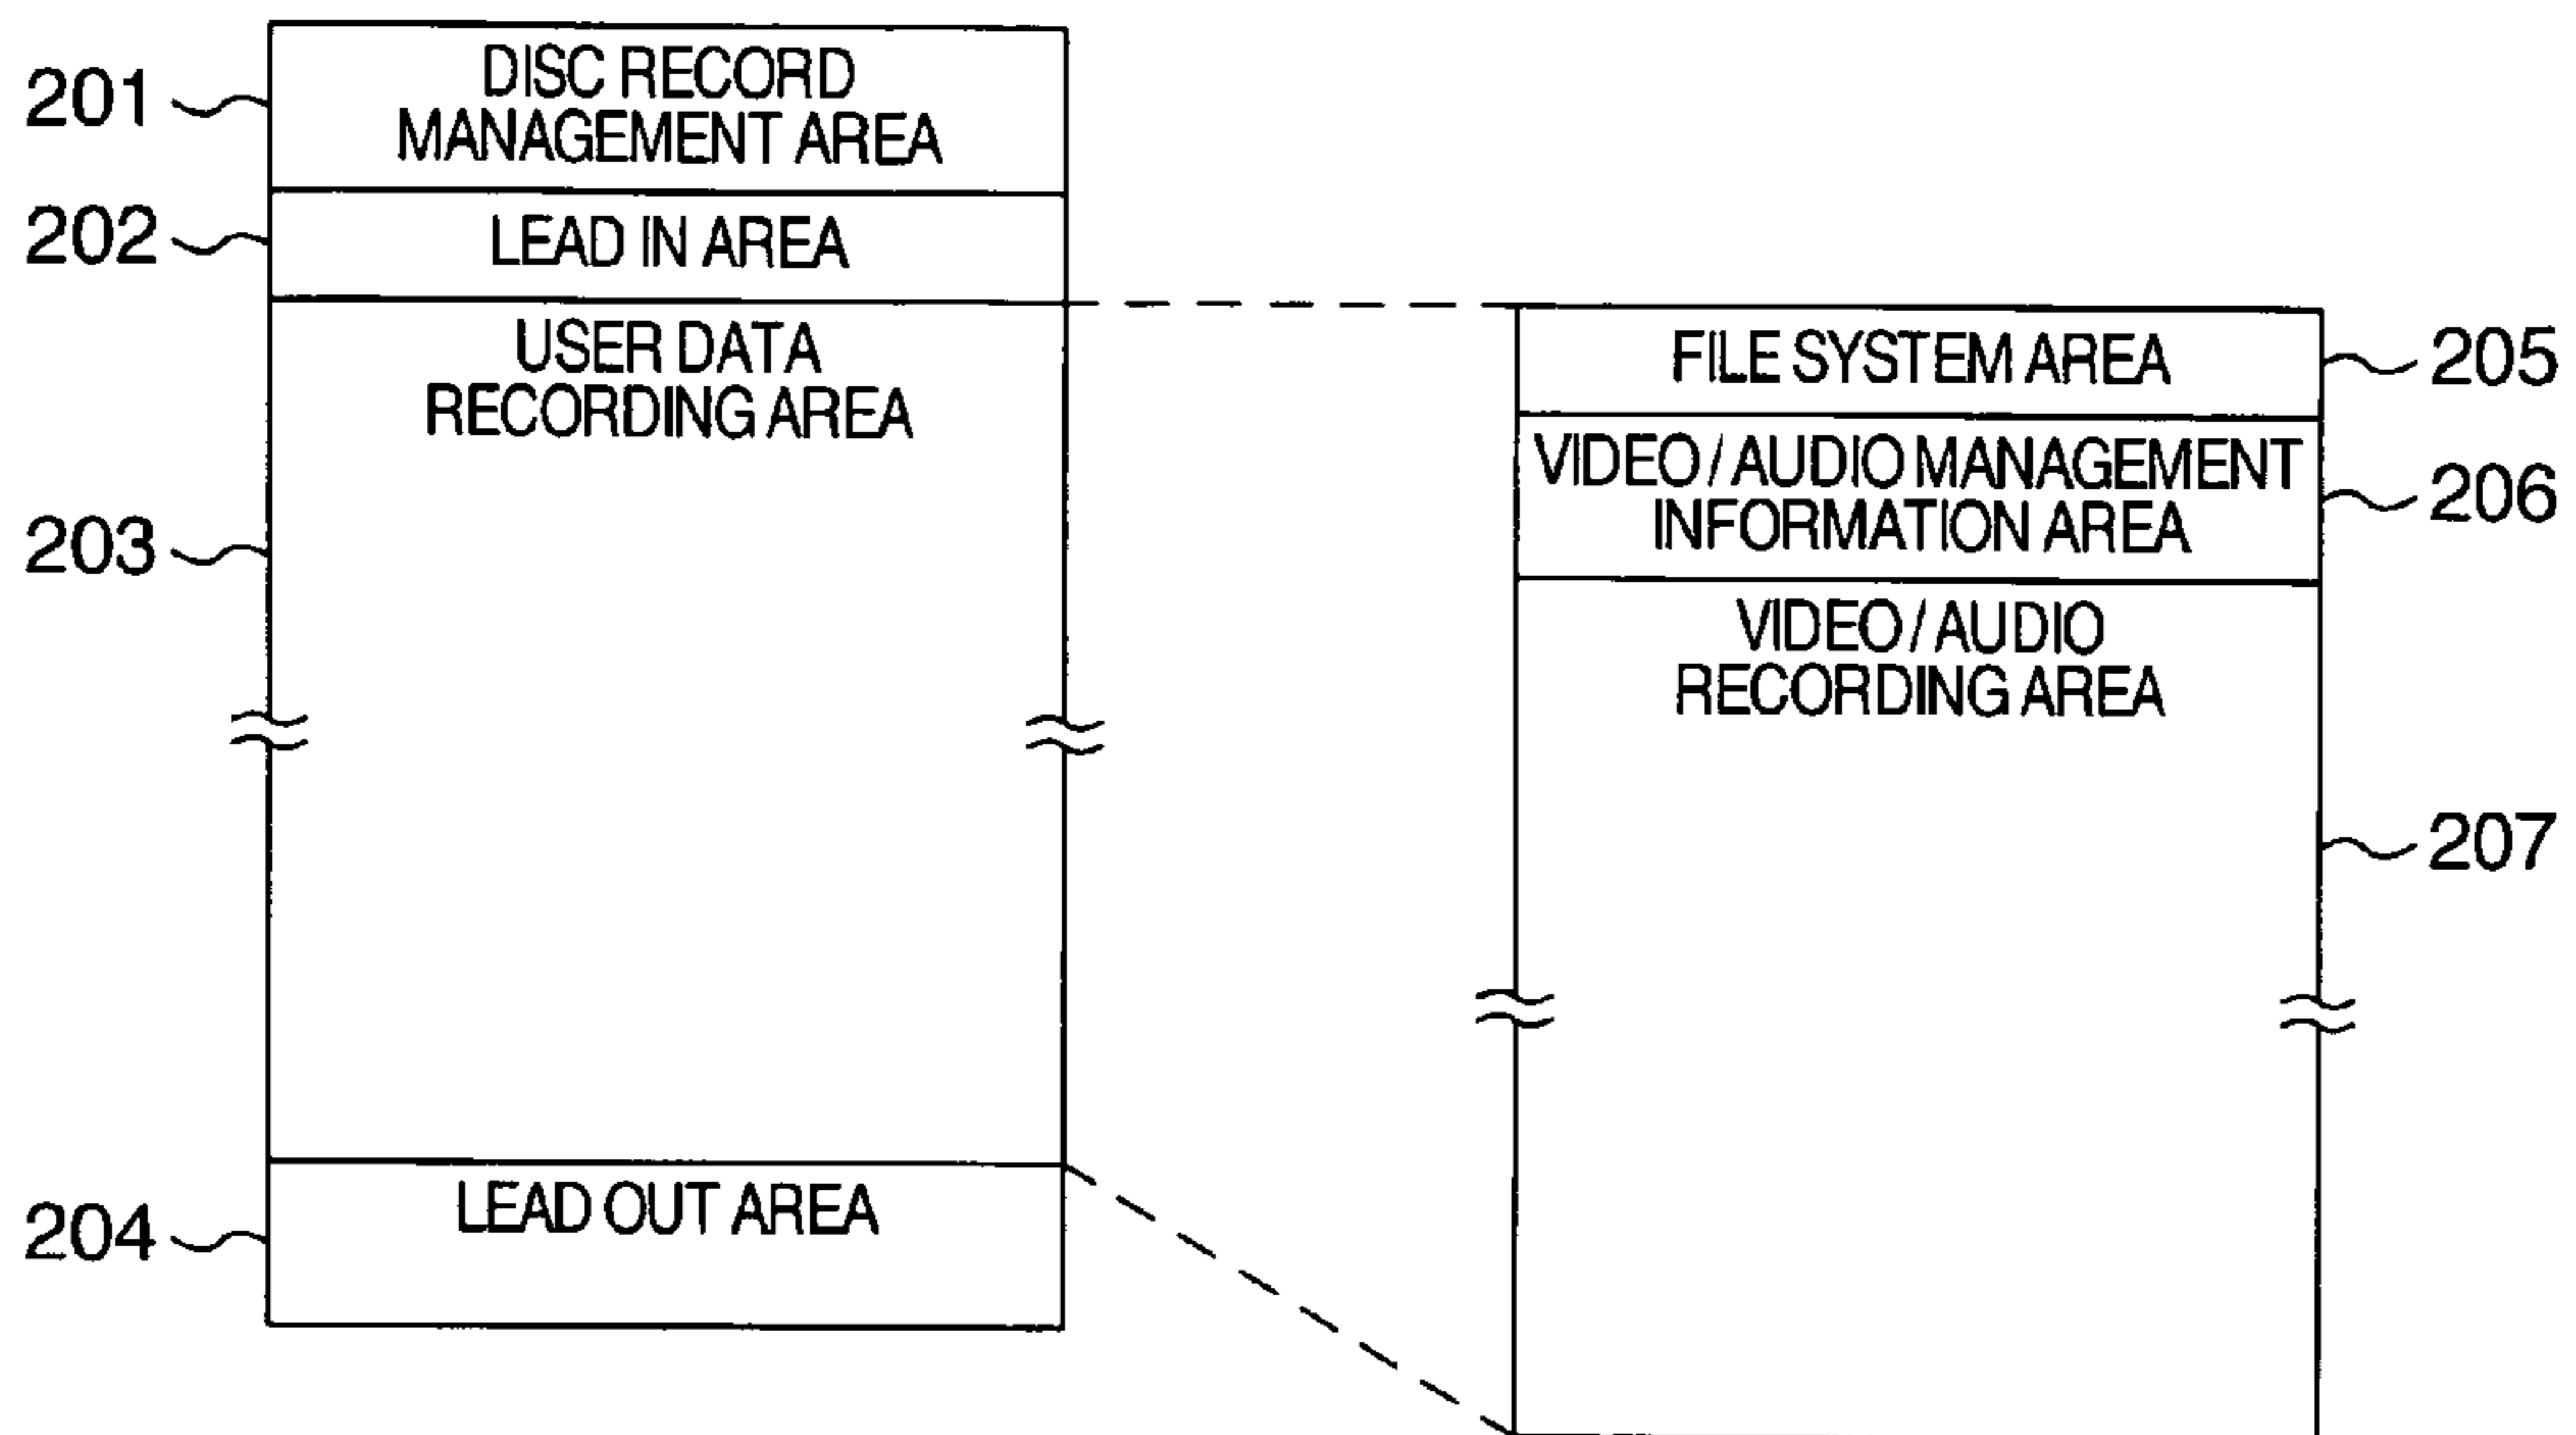 201
DISC RECORD
MANAGEMENT AREA
202
LEAD IN AREA
203
USER DATA
RECORDING AREA
204
LEAD OUT AREA
FILE SYSTEM AREA
205
VIDEO / AUDIO MANAGEMENT
INFORMATION AREA
206
VIDEO / AUDIO
RECORDING AREA
207